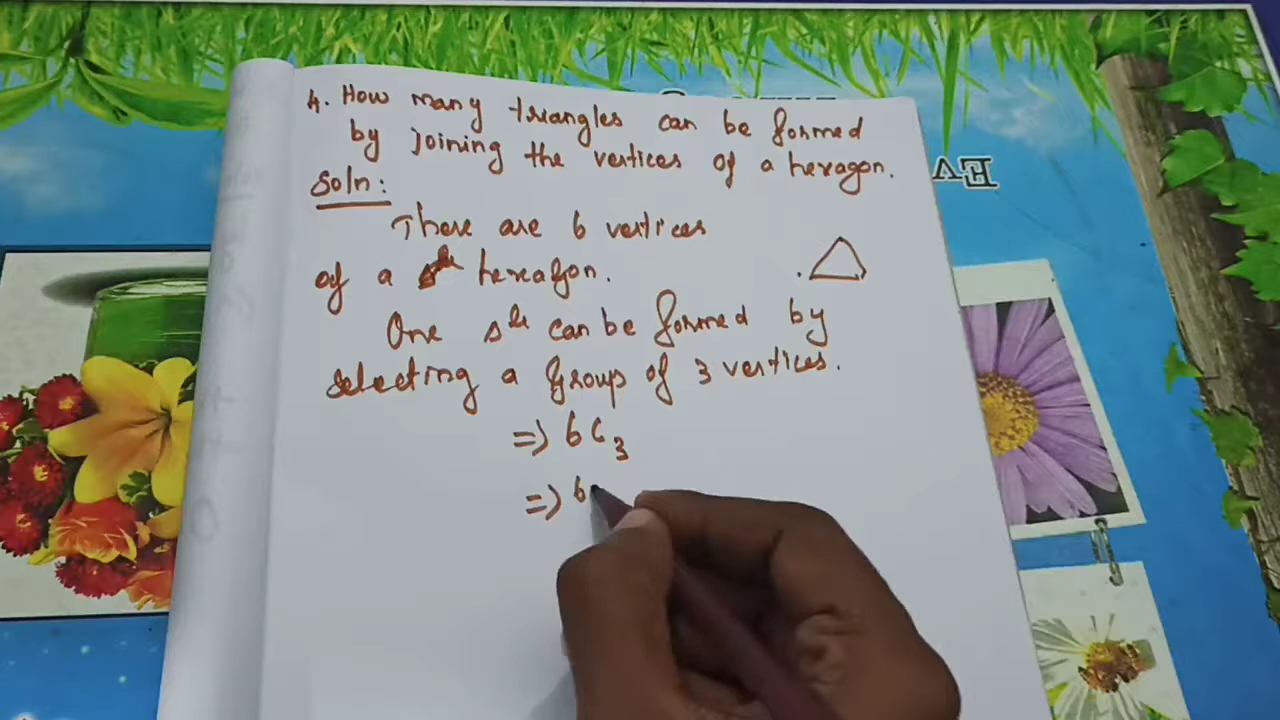 4. How many triangles can be formed
by joining the vertices of a hexagon.
Soln:
There are 6 vertices
of a hexagon.
One Δle can be formed by
selecting a group of 3 vertices.
=> 6C3
=> 6